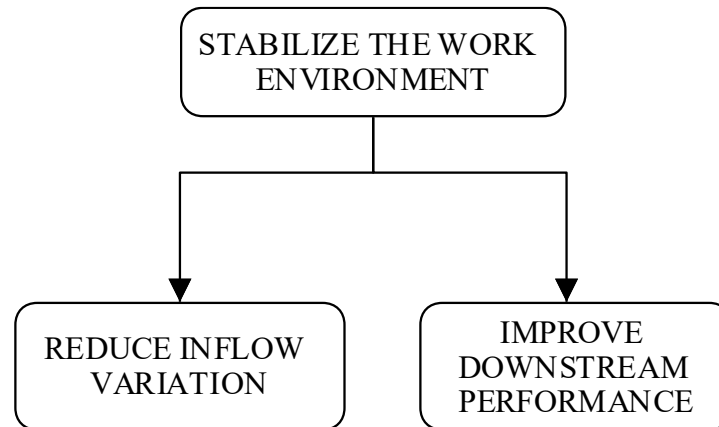 STABILIZE THE WORK
ENVIRONMENT
REDUCE INFLOW
VARIATION
IMPROVE
DOWNSTREAM
PERFORMANCE